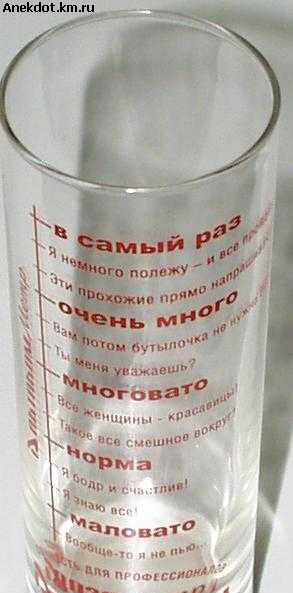 Anekdot.km.ru
в самый раз
Я немного полежу – и все
Эти прохожие прямо
очень много
Вам потом бутылочка не нужна
Ты меня уважаешь?
многовато
Все женщины - красавицы!
Такое все смешное вокруг!
норма
Я бодр и счастлив!
Я знаю все!
маловато
Вообще-то я не пью...
для профессионалов